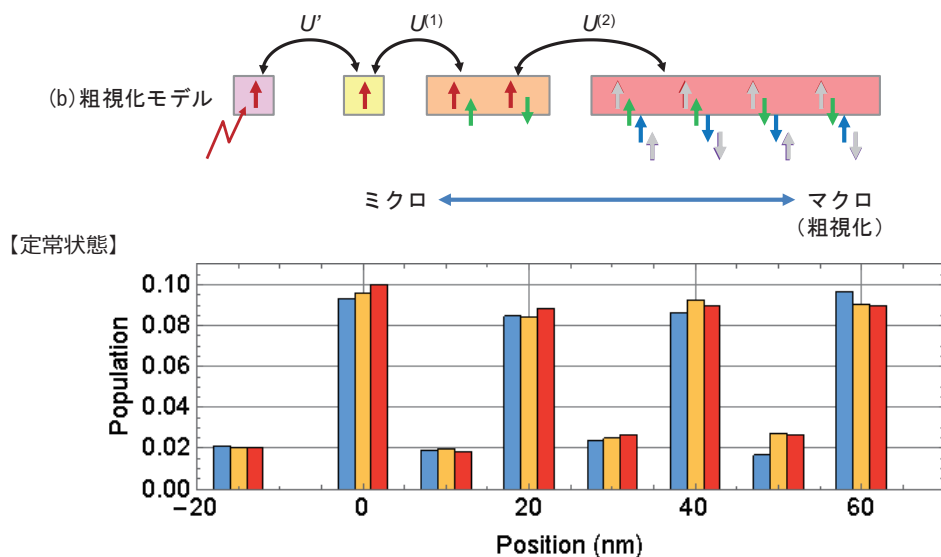 U' U(1) U(2)
(b)粗視化モデル
ミクロ マクロ
(粗視化)
【定常状態】
0.10
0.08
0.06
0.04
0.02
0.00
Population
−20 0 20 40 60
Position (nm)